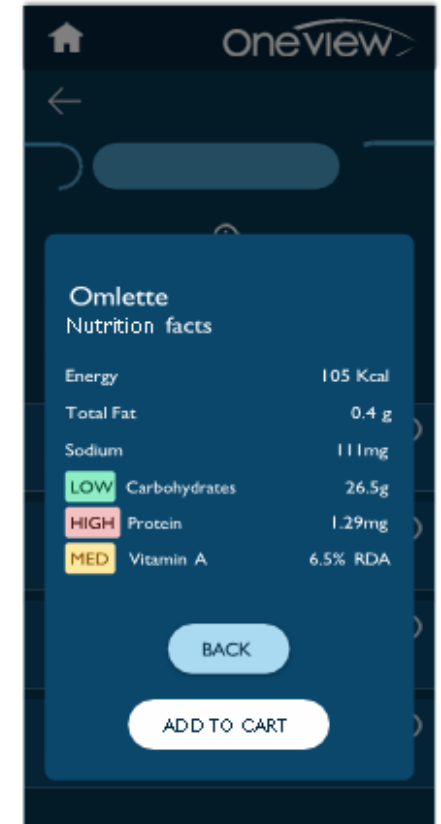 Oneview
Omlette
Nutrition facts
Energy 105 Kcal
Total Fat 0.4 g
Sodium 111mg
LOW Carbohydrates 26.5g
HIGH Protein 1.29mg
MED Vitamin A 6.5% RDA
BACK
ADD TO CART